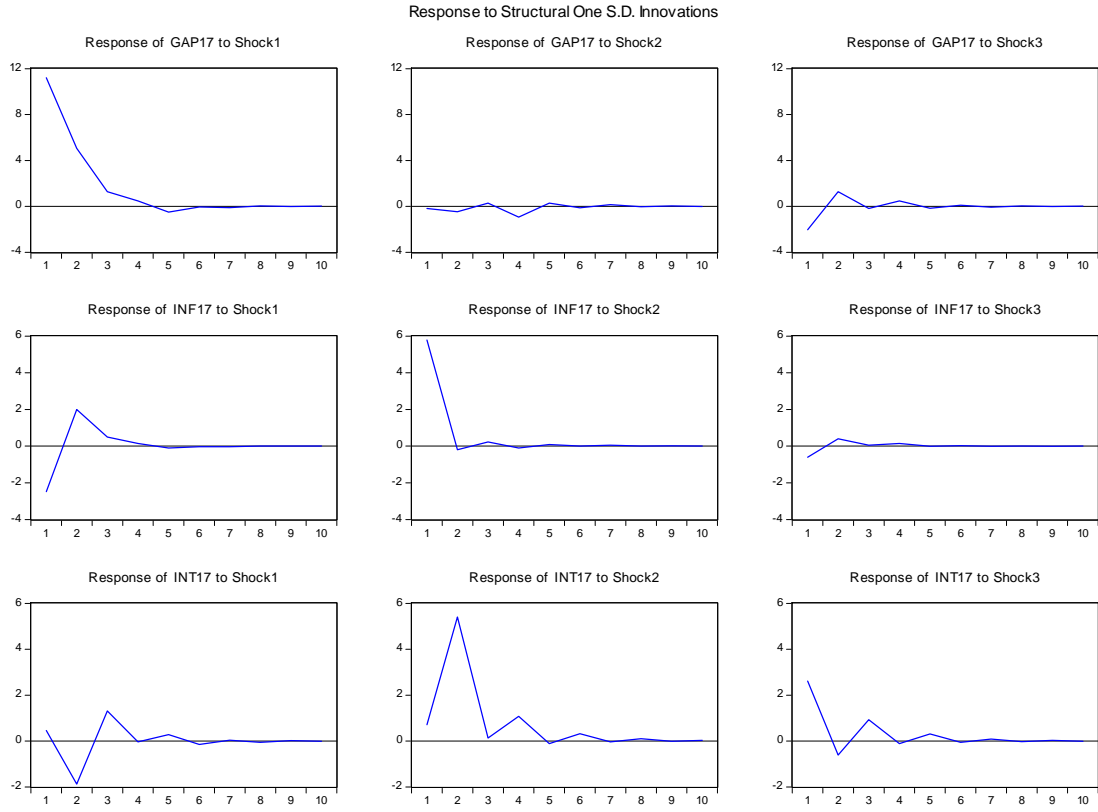 Response to Structural One S.D. Innovations
Response of GAP17 to Shock1
Response of GAP17 to Shock2
Response of GAP17 to Shock3
12
8
4
0
-4
1 2 3 4 5 6 7 8 9 10
12
8
4
0
-4
1 2 3 4 5 6 7 8 9 10
12
8
4
0
-4
1 2 3 4 5 6 7 8 9 10
Response of INF17 to Shock1
Response of INF17 to Shock2
Response of INF17 to Shock3
6
4
2
0
-2
-4
1 2 3 4 5 6 7 8 9 10
6
4
2
0
-2
-4
1 2 3 4 5 6 7 8 9 10
6
4
2
0
-2
-4
1 2 3 4 5 6 7 8 9 10
Response of INT17 to Shock1
Response of INT17 to Shock2
Response of INT17 to Shock3
6
4
2
0
-2
1 2 3 4 5 6 7 8 9 10
6
4
2
0
-2
1 2 3 4 5 6 7 8 9 10
6
4
2
0
-2
1 2 3 4 5 6 7 8 9 10